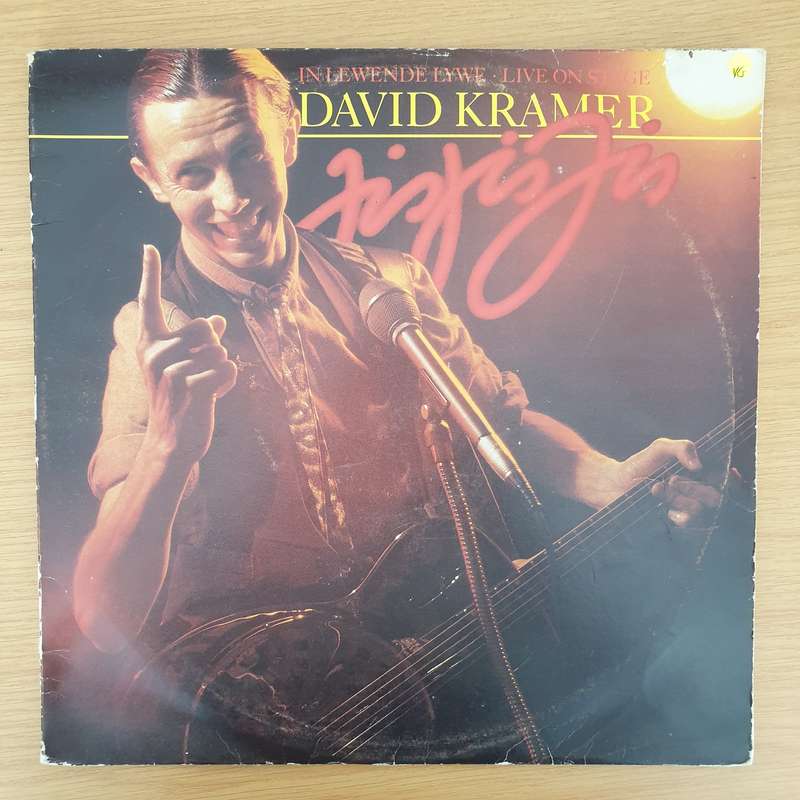 IN LEWENDE LYWE · LIVE ON STAGE
VG
DAVID KRAMER
Jis Jis Jis